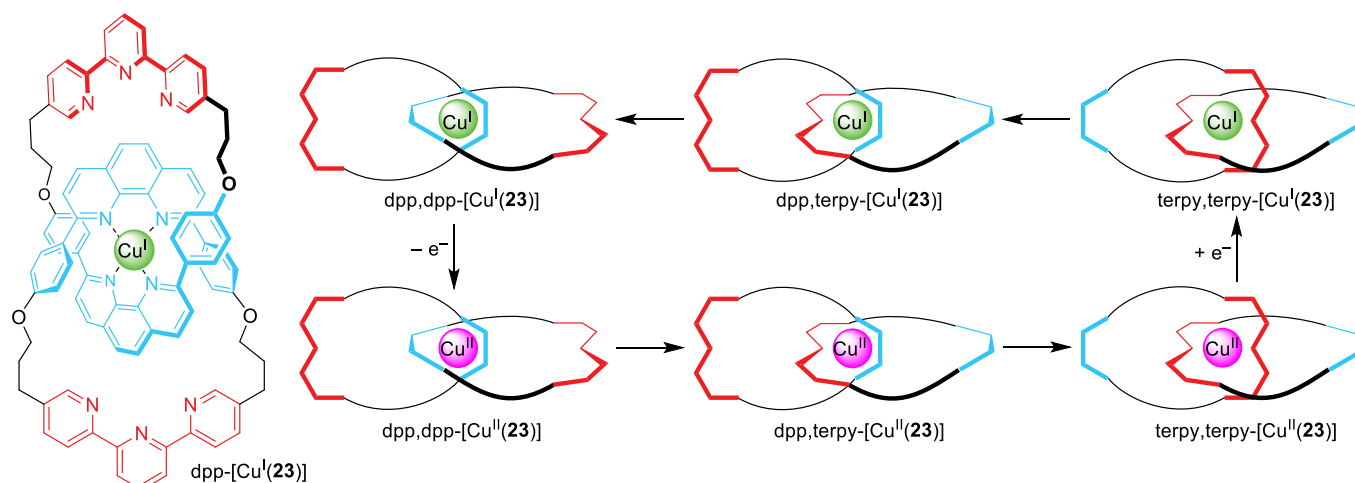 N
N
N
O
O
N
N
Cu^I
N
N
O
O
N
N
N
dpp-[Cu^I(23)]
Cu^I
dpp,dpp-[Cu^I(23)]
Cu^I
dpp,terpy-[Cu^I(23)]
Cu^I
terpy,terpy-[Cu^I(23)]
– e⁻
+ e⁻
Cu^II
dpp,dpp-[Cu^II(23)]
Cu^II
dpp,terpy-[Cu^II(23)]
Cu^II
terpy,terpy-[Cu^II(23)]